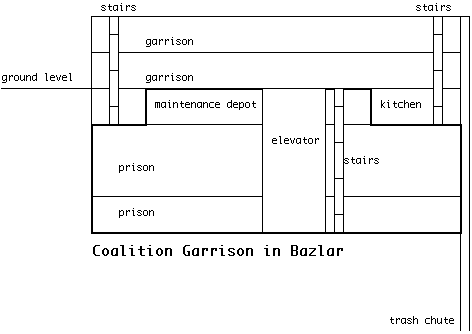 stairs stairs
garrison
ground level garrison
maintenance depot kitchen
elevator
stairs
prison
prison
Coalition Garrison in Bazlar
trash chute